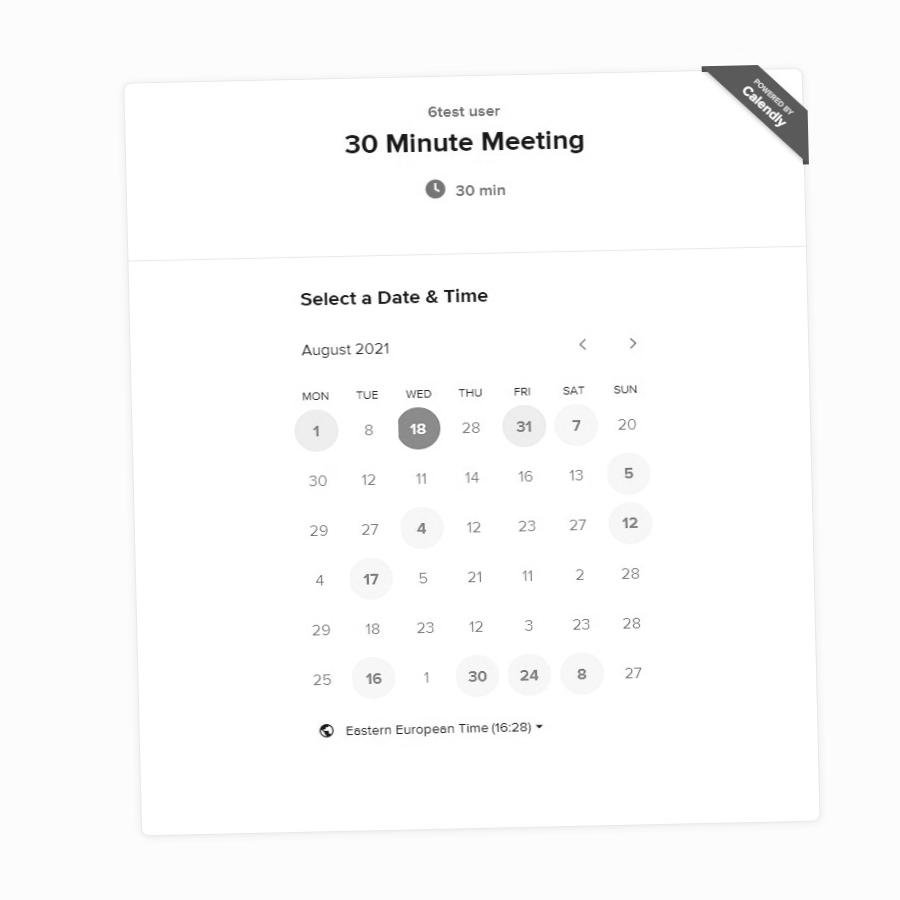 POWERED BY
Calendly
6test user
30 Minute Meeting
30 min
Select a Date & Time
August 2021
MON TUE WED THU FRI SAT SUN
1 8 18 28 31 7 20
30 12 11 14 16 13 5
29 27 4 12 23 27 12
4 17 5 21 11 2 28
29 18 23 12 3 23 28
25 16 1 30 24 8 27
Eastern European Time (16:28)